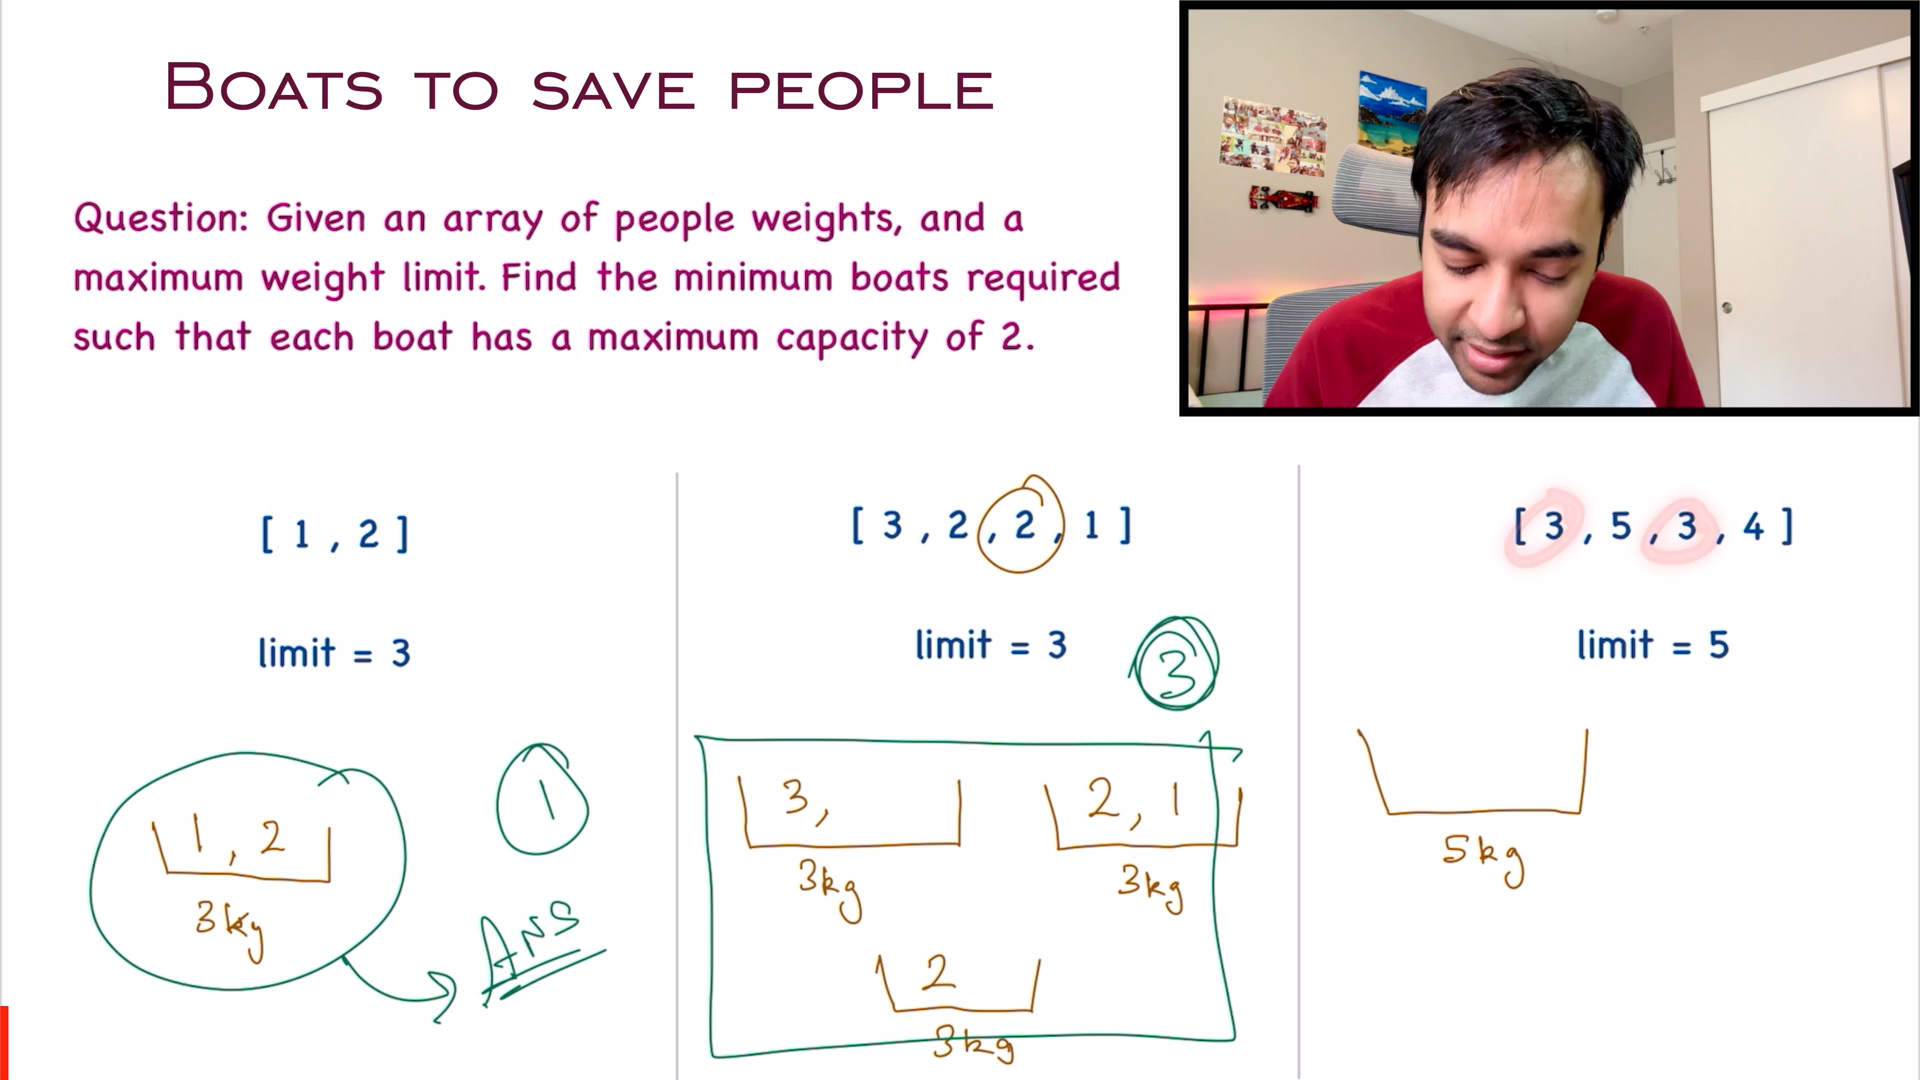 BOATS TO SAVE PEOPLE
Question: Given an array of people weights, and a
maximum weight limit. Find the minimum boats required
such that each boat has a maximum capacity of 2.
[ 1 , 2 ]
limit = 3
1 , 2
3kg
1
Ans
[ 3 , 2 , 2 , 1 ]
limit = 3
3
3,
3kg
2, 1
3kg
2
3kg
[ 3 , 5 , 3 , 4 ]
limit = 5
5kg